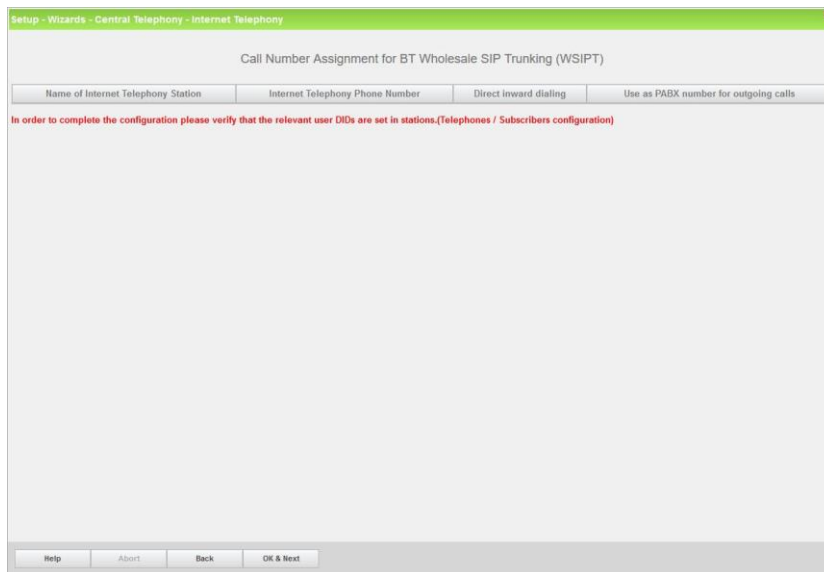 Setup - Wizards - Central Telephony - Internet Telephony
Call Number Assignment for BT Wholesale SIP Trunking (WSIPT)
Name of Internet Telephony Station Internet Telephony Phone Number Direct inward dialing Use as PABX number for outgoing calls
In order to complete the configuration please verify that the relevant user DIDs are set in stations.(Telephones / Subscribers configuration)
Help Abort Back OK & Next